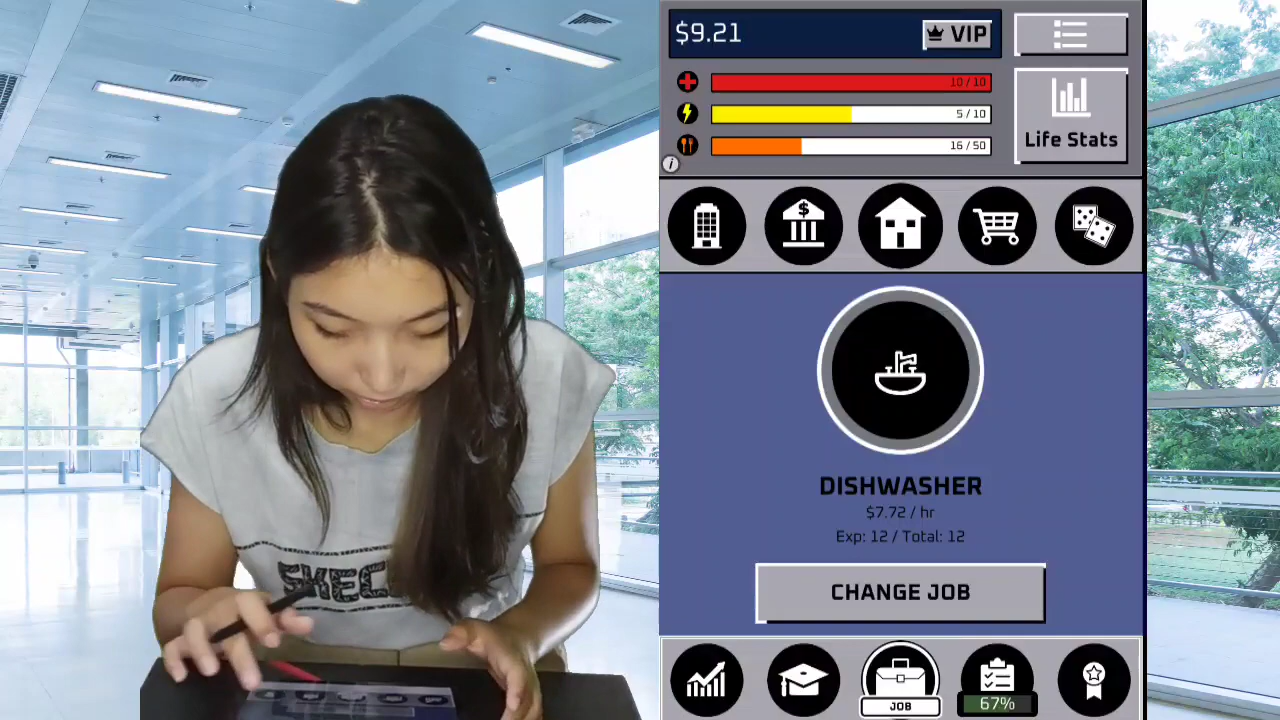 $9.21
VIP
10 / 10
5 / 10
16 / 50
i
Life Stats
$
DISHWASHER
$7.72 / hr
Exp: 12 / Total: 12
CHANGE JOB
JOB
67%
SKEC